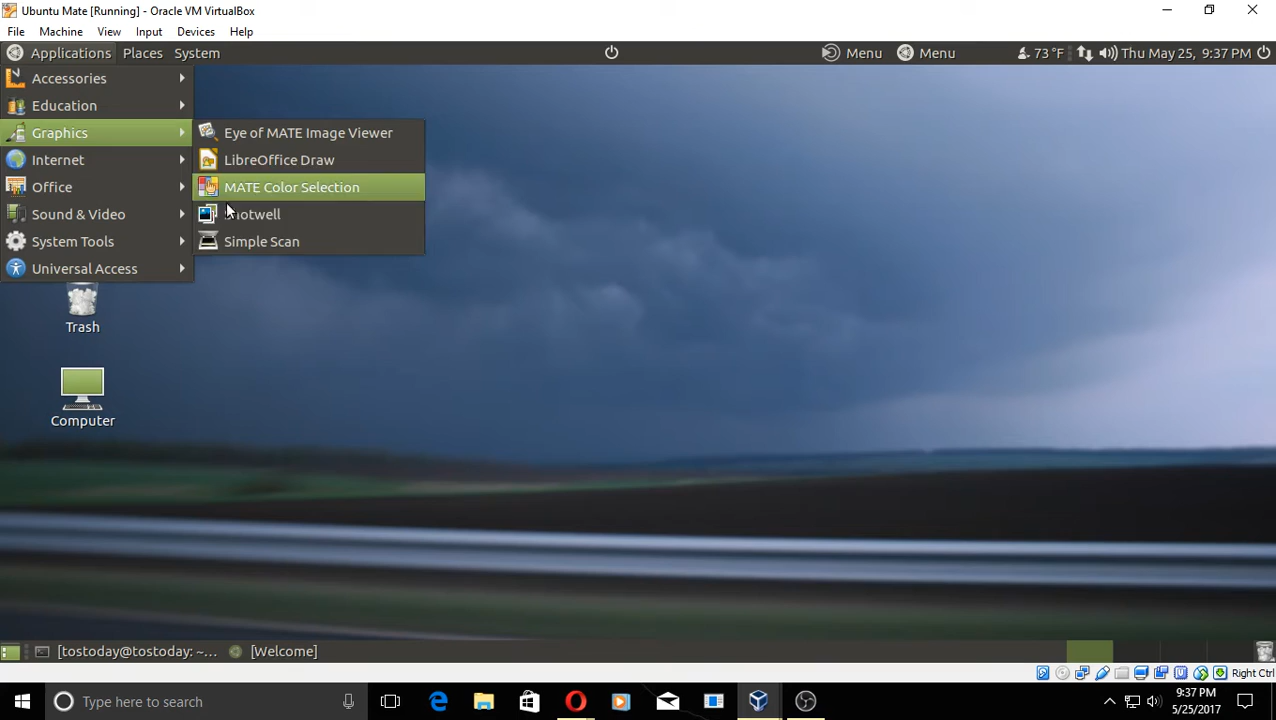 Ubuntu Mate [Running] - Oracle VM VirtualBox
File Machine View Input Devices Help
Applications Places System Menu Menu 73 °F Thu May 25, 9:37 PM
Accessories
Education
Graphics
Internet
Office
Sound & Video
System Tools
Universal Access
Eye of MATE Image Viewer
LibreOffice Draw
MATE Color Selection
Shotwell
Simple Scan
Trash
Computer
[tostoday@tostoday: ~... [Welcome]
Right Ctrl
Type here to search
9:37 PM
5/25/2017